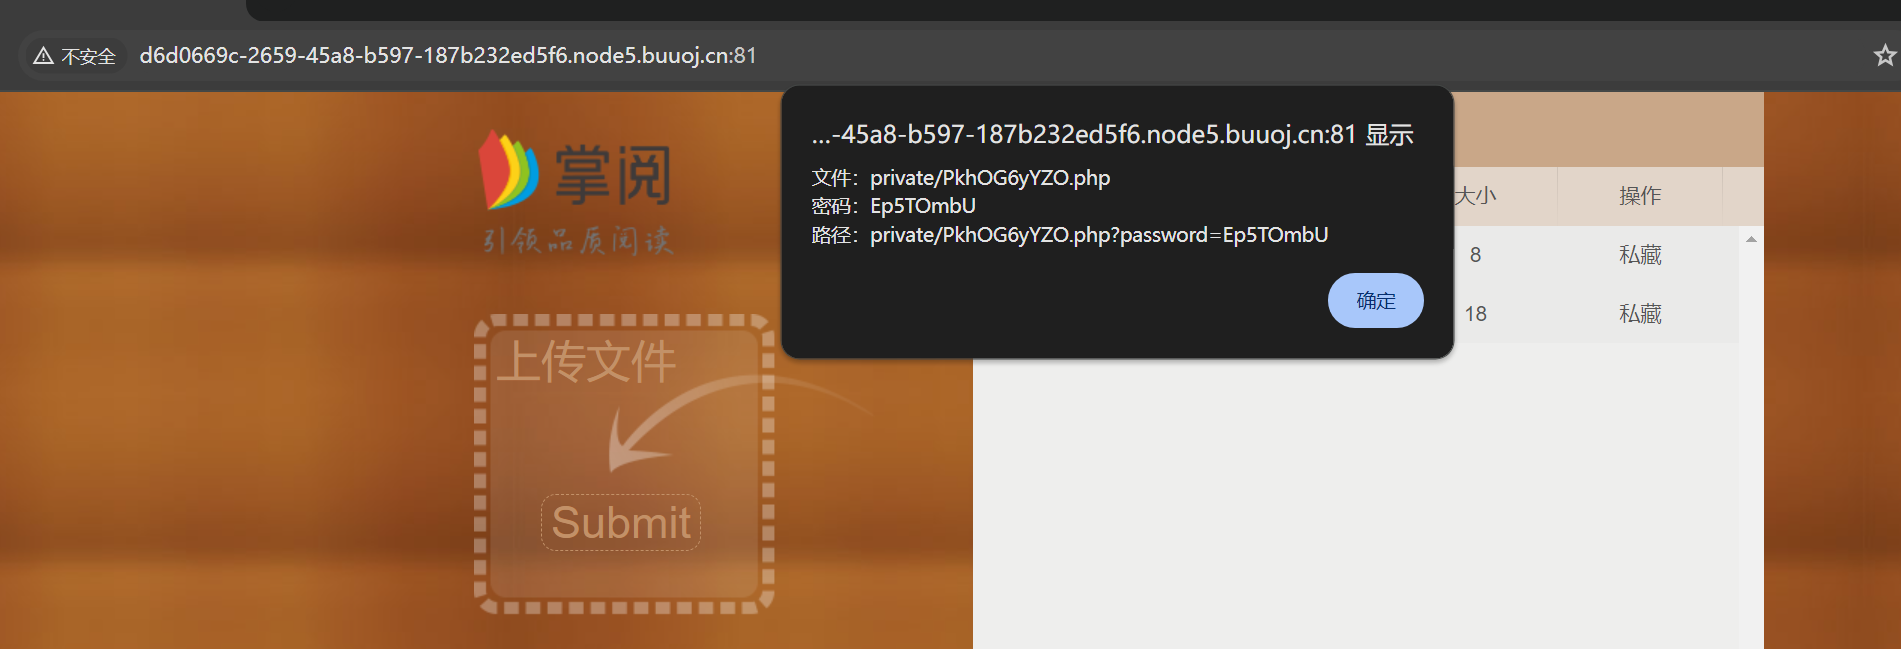 不安全 d6d0669c-2659-45a8-b597-187b232ed5f6.node5.buuoj.cn:81
...-45a8-b597-187b232ed5f6.node5.buuoj.cn:81 显示
文件：private/PkhOG6yYZO.php
密码：Ep5TOmbU
路径：private/PkhOG6yYZO.php?password=Ep5TOmbU
确定
掌阅
引领品质阅读
上传文件
Submit
大小 操作
8 私藏
18 私藏